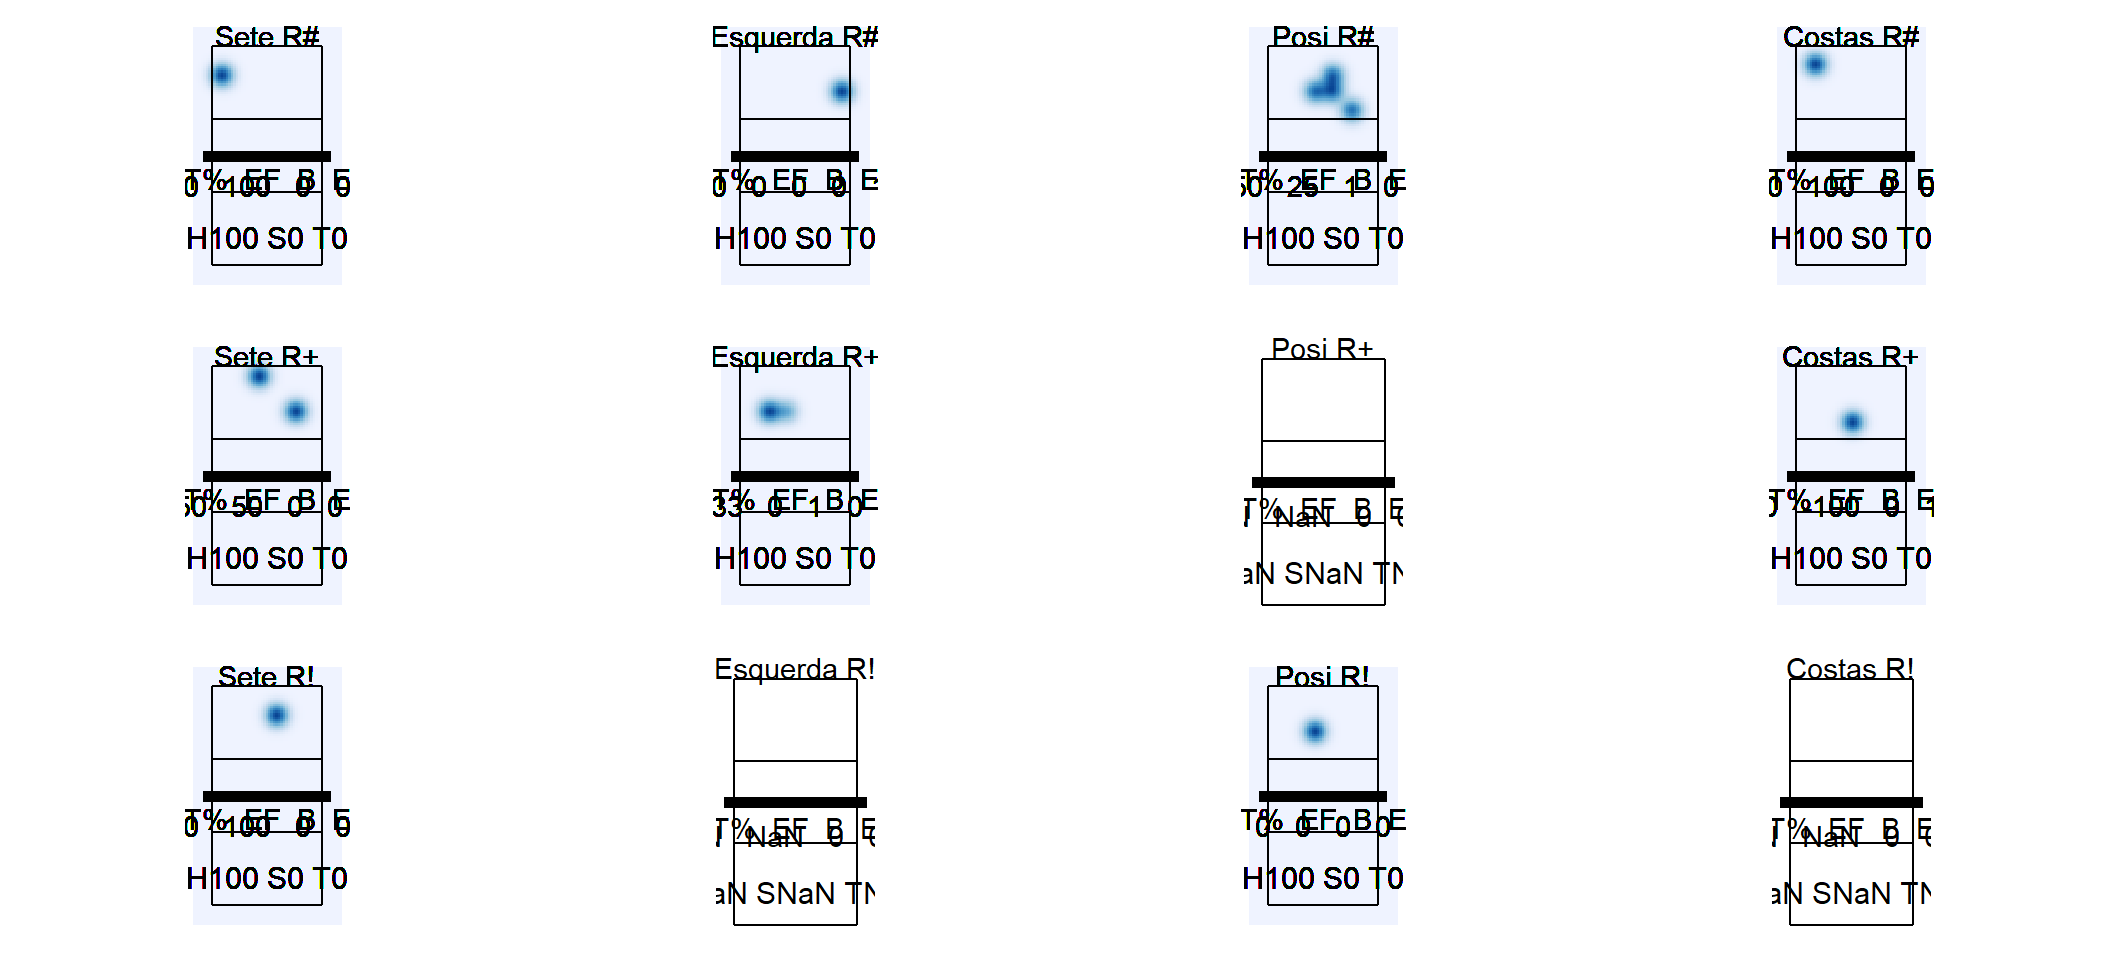 Sete R#
Esquerda R#
Posi R#
Costas R#
T% EF B E
0 100 0 0
T% EF B E
0 0 0 0
T% EF B E
50 25 1 0
T% EF B E
0 100 0 0
H100 S0 T0
H100 S0 T0
H100 S0 T0
H100 S0 T0
Sete R+
Esquerda R+
Posi R+
Costas R+
T% EF B E
50 50 0 0
T% EF B E
33 0 1 0
T% EF B E
NaN 0
T% EF B E
-100 0 1
H100 S0 T0
H100 S0 T0
aN SNaN TN
H100 S0 T0
Sete R!
Esquerda R!
Posi R!
Costas R!
T% EF B E
0 100 0 0
T% EF B E
NaN 0
T% EF B E
0 0 0 0
T% EF B E
NaN 0
H100 S0 T0
aN SNaN TN
H100 S0 T0
aN SNaN TN